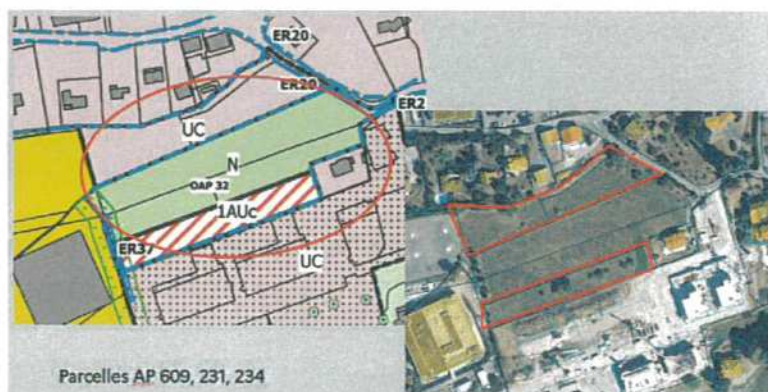 ER20
ER20
ER2
UC
N
OAP 32
1AUc
ER37
UC
Parcelles AP 609, 231, 234